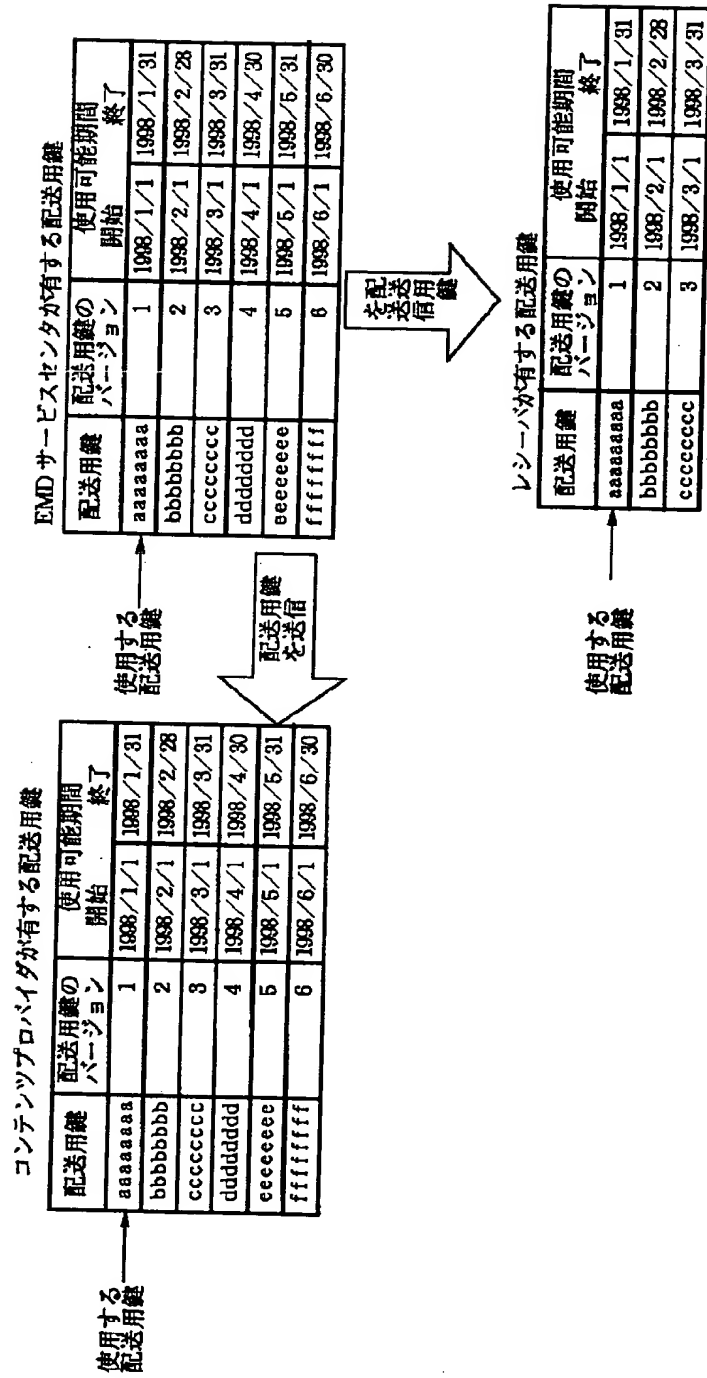 コンテンツプロバイダが有する配送用鍵
配送用鍵 配送用鍵のバージョン 使用可能期間 開始 終了
使用する配送用鍵
aaaaaaaa 1 1998/1/1 1998/1/31
bbbbbbbb 2 1998/2/1 1998/2/28
cccccccc 3 1998/3/1 1998/3/31
dddddddd 4 1998/4/1 1998/4/30
eeeeeeee 5 1998/5/1 1998/5/31
ffffffff 6 1998/6/1 1998/6/30
配送用鍵を送信
EMDサービスセンタが有する配送用鍵
配送用鍵 配送用鍵のバージョン 使用可能期間 開始 終了
使用する配送用鍵
aaaaaaaa 1 1998/1/1 1998/1/31
bbbbbbbb 2 1998/2/1 1998/2/28
cccccccc 3 1998/3/1 1998/3/31
dddddddd 4 1998/4/1 1998/4/30
eeeeeeee 5 1998/5/1 1998/5/31
ffffffff 6 1998/6/1 1998/6/30
配送用鍵を送信
レシーバが有する配送用鍵
配送用鍵 配送用鍵のバージョン 使用可能期間 開始 終了
使用する配送用鍵
aaaaaaaa 1 1998/1/1 1998/1/31
bbbbbbbb 2 1998/2/1 1998/2/28
cccccccc 3 1998/3/1 1998/3/31